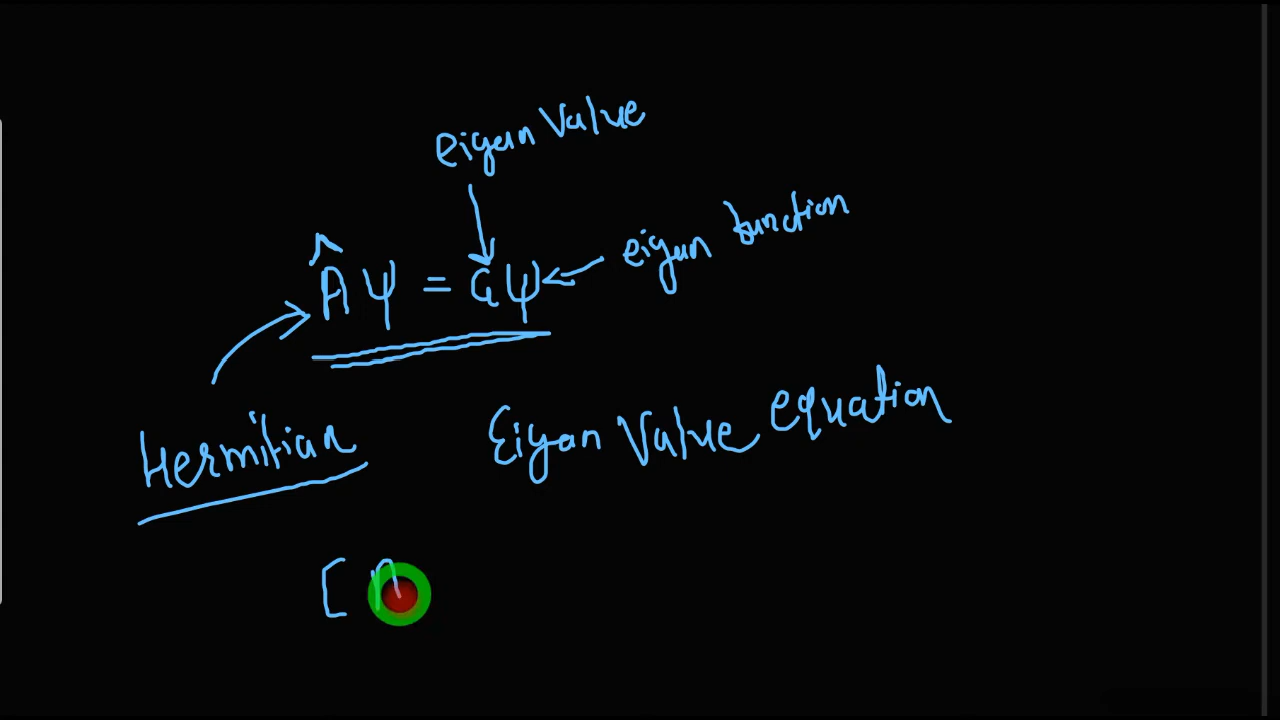 eigen Value
eigen function
Âψ = aψ
Hermitian
Eigen Value equation
[